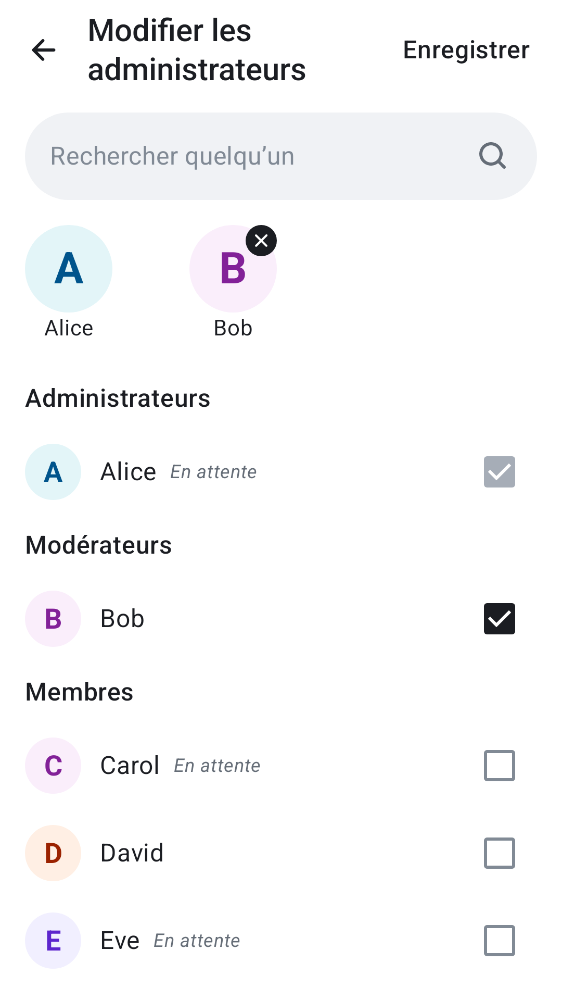 Modifier les
administrateurs
Enregistrer
Rechercher quelqu’un
A
B
Alice
Bob
Administrateurs
A Alice En attente
Modérateurs
B Bob
Membres
C Carol En attente
D David
E Eve En attente